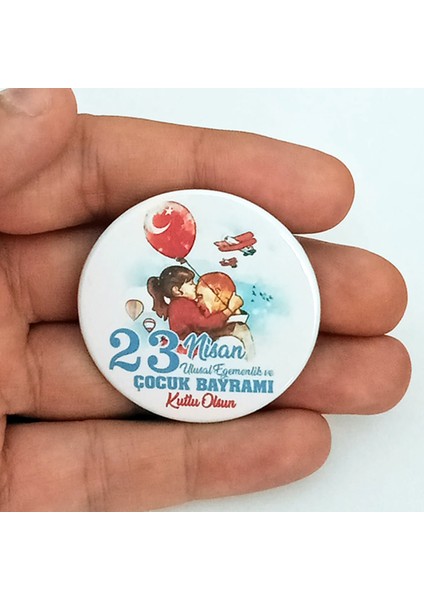 23 Nisan
Ulusal Egemenlik ve
ÇOCUK BAYRAMI
Kutlu Olsun